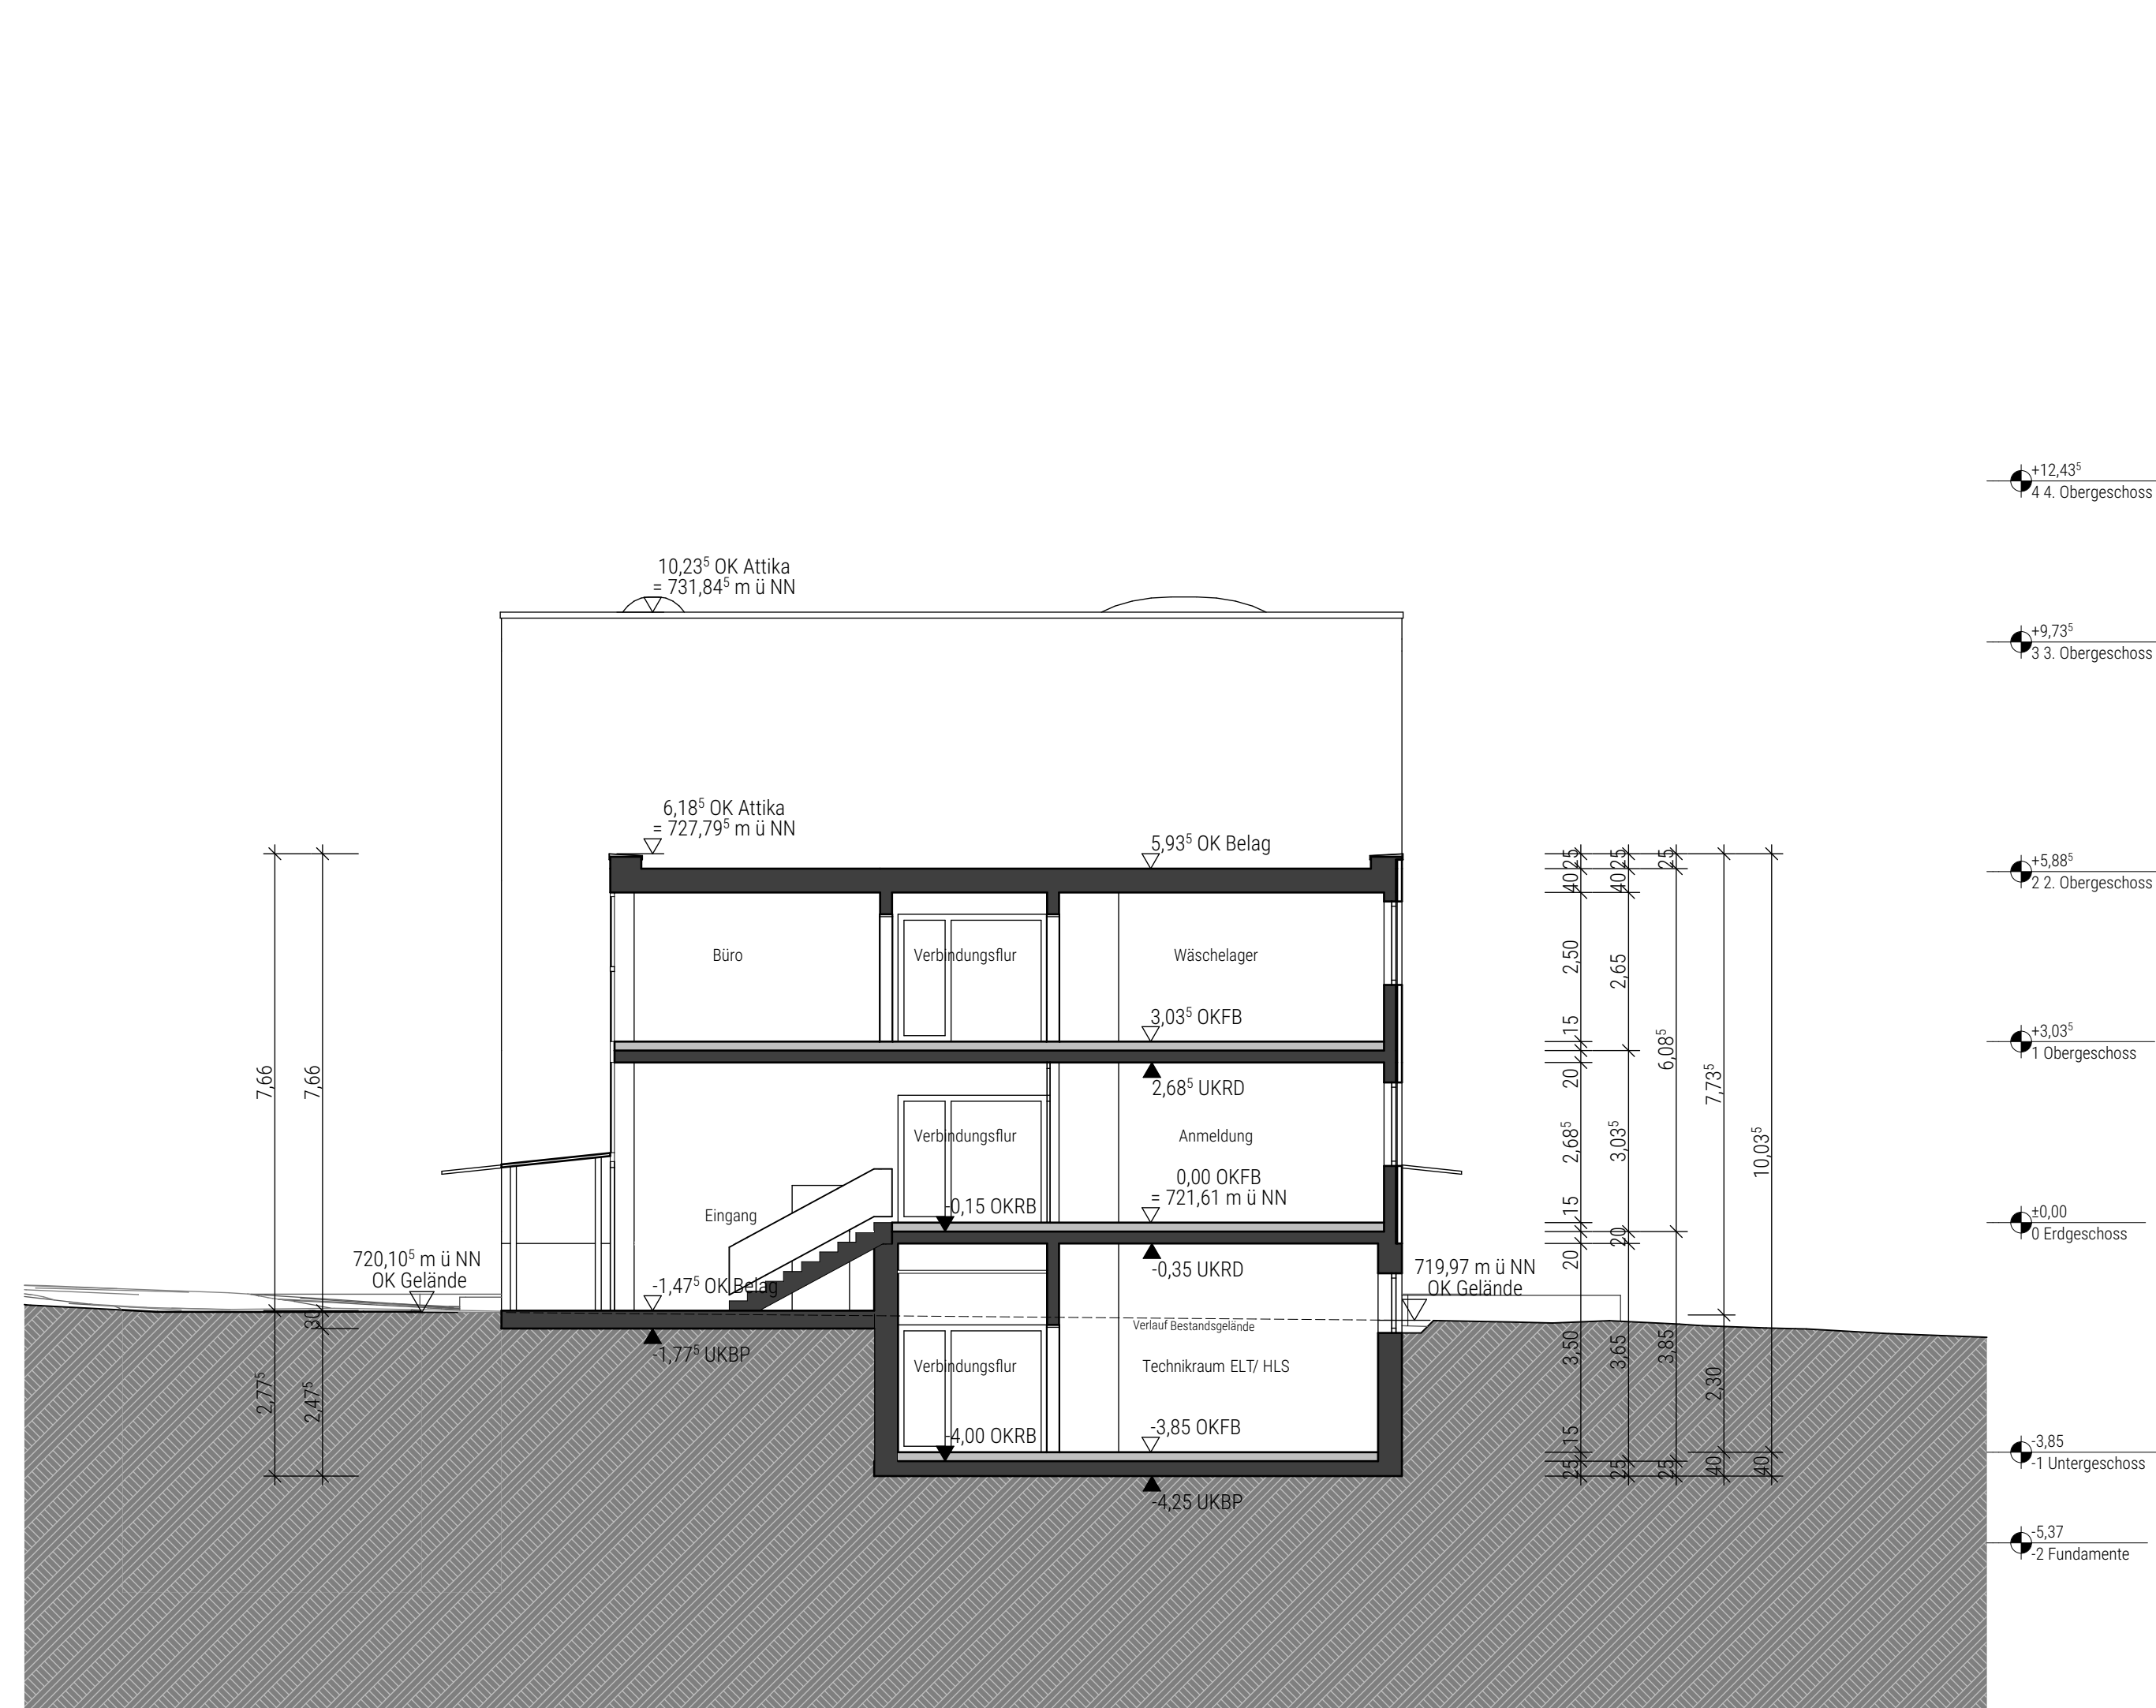 +12,43⁵
4 4. Obergeschoss
10,23⁵ OK Attika
= 731,84⁵ m ü NN
+9,73⁵
3 3. Obergeschoss
6,18⁵ OK Attika
= 727,79⁵ m ü NN
5,93⁵ OK Belag
+5,88⁵
2 2. Obergeschoss
Büro
Verbindungsflur
Wäschelager
3,03⁵ OKFB
+3,03⁵
1 Obergeschoss
2,68⁵ UKRD
Verbindungsflur
Anmeldung
0,00 OKFB
= 721,61 m ü NN
-0,15 OKRB
Eingang
±0,00
0 Erdgeschoss
720,10⁵ m ü NN
OK Gelände
-1,47⁵ OK Belag
-0,35 UKRD
719,97 m ü NN
OK Gelände
Verlauf Bestandsgelände
-1,77⁵ UKBP
Verbindungsflur
Technikraum ELT/ HLS
-4,00 OKRB
-3,85 OKFB
-3,85
-1 Untergeschoss
-4,25 UKBP
-5,37
-2 Fundamente
7,66
2,77⁵
7,66
30
2,47⁵
25
40
2,50
15
20
2,68⁵
15
20
3,50
15
25
25
40
2,65
3,03⁵
20
3,65
25
25
6,08⁵
3,85
25
7,73⁵
2,30
40
10,03⁵
40